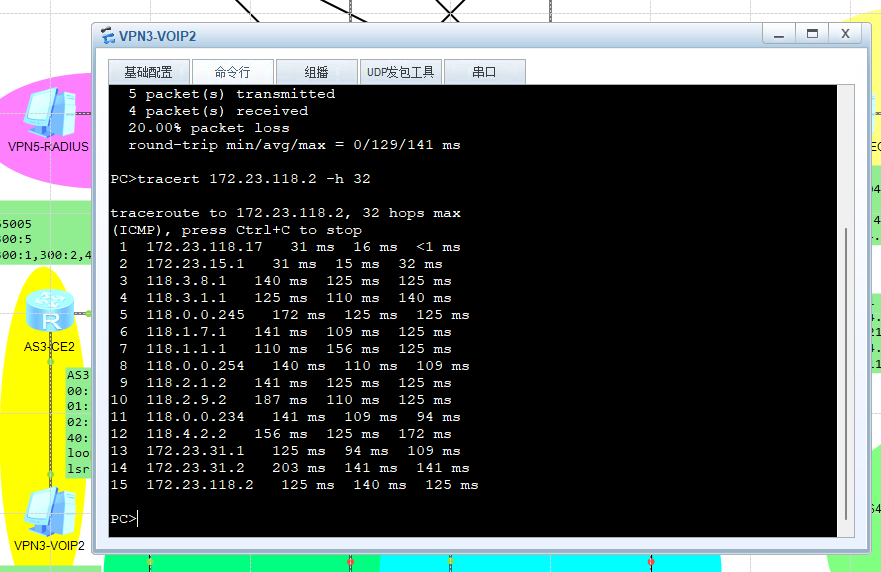 VPN3-VOIP2
基础配置
命令行
组播
UDP发包工具
串口
5 packet(s) transmitted
4 packet(s) received
20.00% packet loss
round-trip min/avg/max = 0/129/141 ms
PC>tracert 172.23.118.2 -h 32
traceroute to 172.23.118.2, 32 hops max
(ICMP), press Ctrl+C to stop
1 172.23.118.17 31 ms 16 ms <1 ms
2 172.23.15.1 31 ms 15 ms 32 ms
3 118.3.8.1 140 ms 125 ms 125 ms
4 118.3.1.1 125 ms 110 ms 140 ms
5 118.0.0.245 172 ms 125 ms 125 ms
6 118.1.7.1 141 ms 109 ms 125 ms
7 118.1.1.1 110 ms 156 ms 125 ms
8 118.0.0.254 140 ms 110 ms 109 ms
9 118.2.1.2 141 ms 125 ms 125 ms
10 118.2.9.2 187 ms 110 ms 125 ms
11 118.0.0.234 141 ms 109 ms 94 ms
12 118.4.2.2 156 ms 125 ms 172 ms
13 172.23.31.1 125 ms 94 ms 109 ms
14 172.23.31.2 203 ms 141 ms 141 ms
15 172.23.118.2 125 ms 140 ms 125 ms
PC>
VPN5-RADIUS
65005
300:5
300:1,300:2,4
R
AS3-CE2
AS3
00:
01:
02:
40:
loo
lsr
VPN3-VOIP2